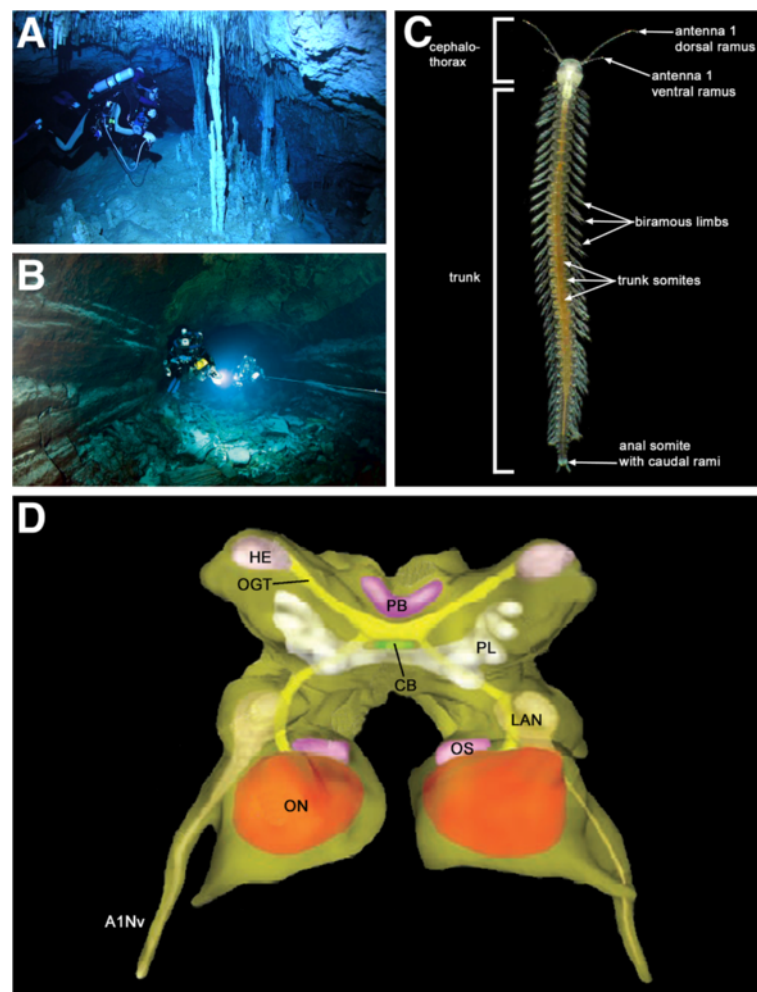 A
B
C
cephalo-
thorax
antenna 1
dorsal ramus
antenna 1
ventral ramus
biramous limbs
trunk
trunk somites
anal somite
with caudal rami
D
HE
OGT
PB
PL
CB
LAN
OS
ON
A1Nv